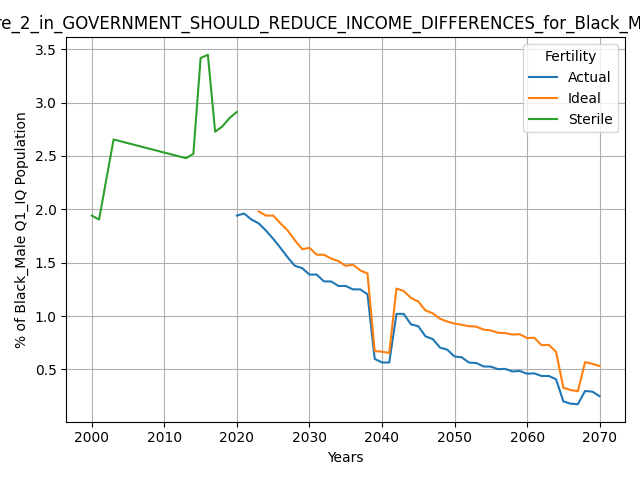 re_2_in_GOVERNMENT_SHOULD_REDUCE_INCOME_DIFFERENCES_for_Black_M
3.5
3.0
2.5
2.0
1.5
1.0
0.5
% of Black_Male Q1_IQ Population
Fertility
Actual
Ideal
Sterile
2000 2010 2020 2030 2040 2050 2060 2070
Years